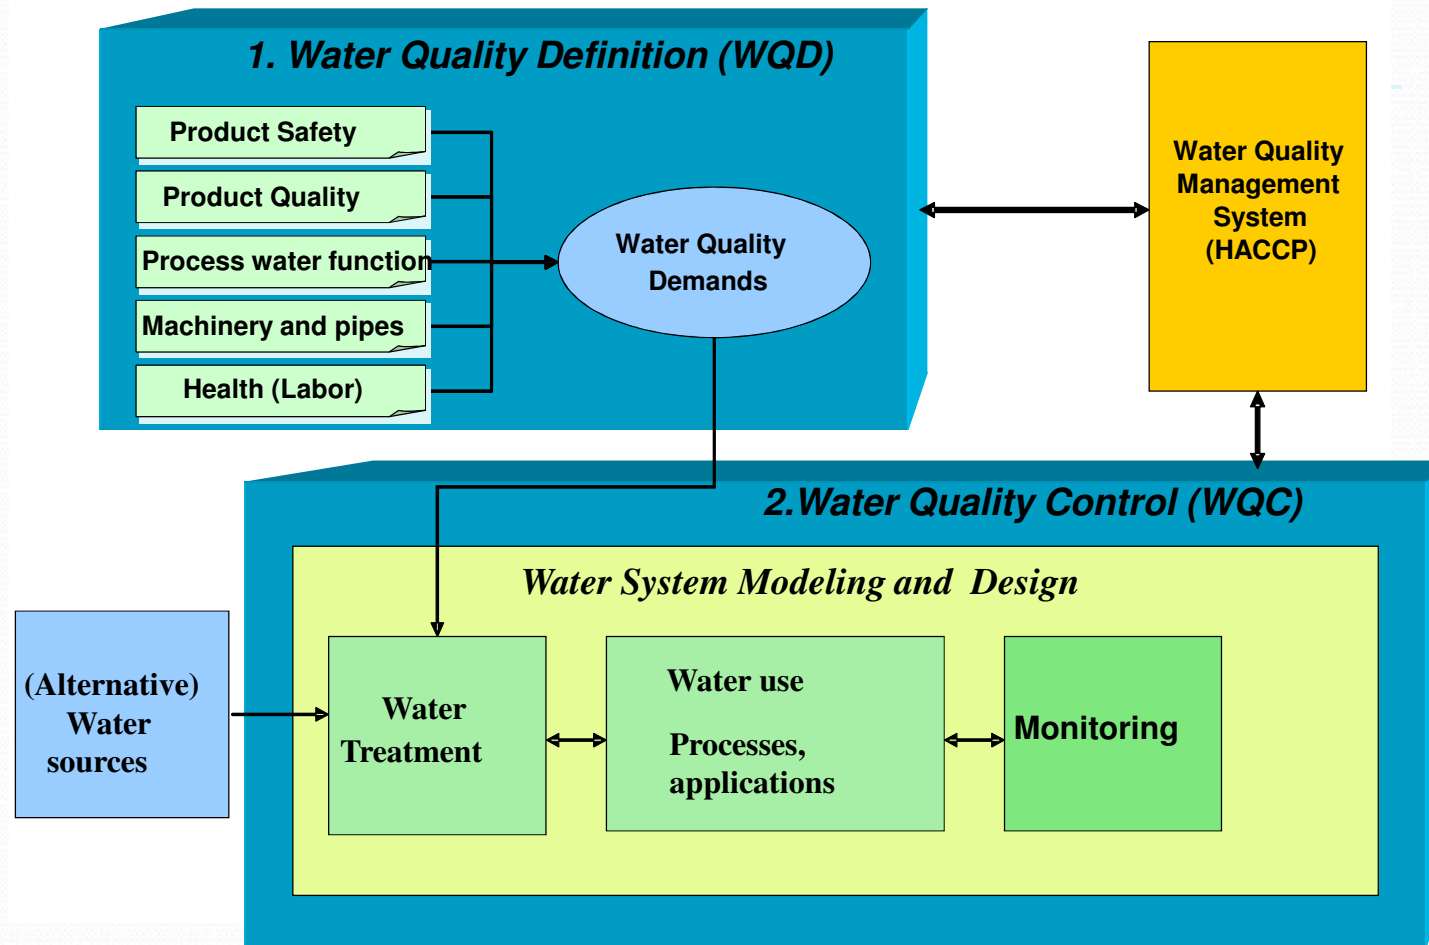 1. Water Quality Definition (WQD)
Product Safety
Product Quality
Process water function
Machinery and pipes
Health (Labor)
Water Quality
Demands
Water Quality
Management
System
(HACCP)
2.Water Quality Control (WQC)
Water System Modeling and Design
(Alternative)
Water
sources
Water
Treatment
Water use
Processes,
applications
Monitoring